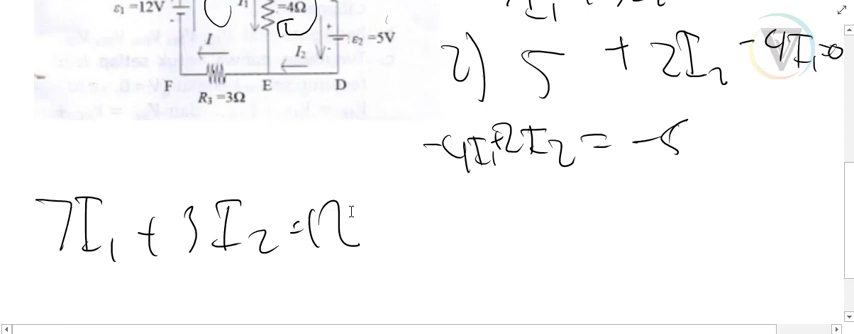 ε₁ =12V
I₁
=4Ω
I
I₂
ε₂ =5V
F
E
D
R₃ =3Ω
2) 5 + 2I₂ - 4I₁ = 0
-4I₁ + 2I₂ = -5
7I₁ + 3I₂ = 12